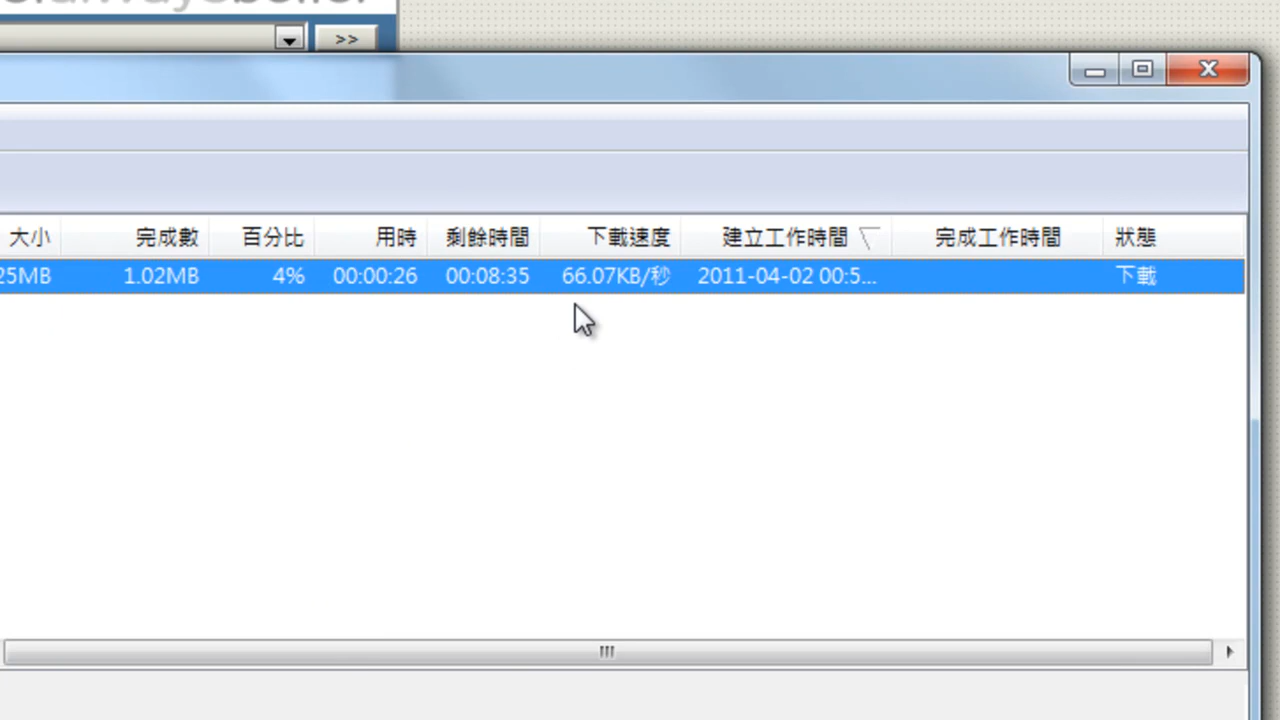 >>
大小 完成數 百分比 用時 剩餘時間 下載速度 建立工作時間 完成工作時間 狀態
25MB 1.02MB 4% 00:00:26 00:08:35 66.07KB/秒 2011-04-02 00:5... 下載